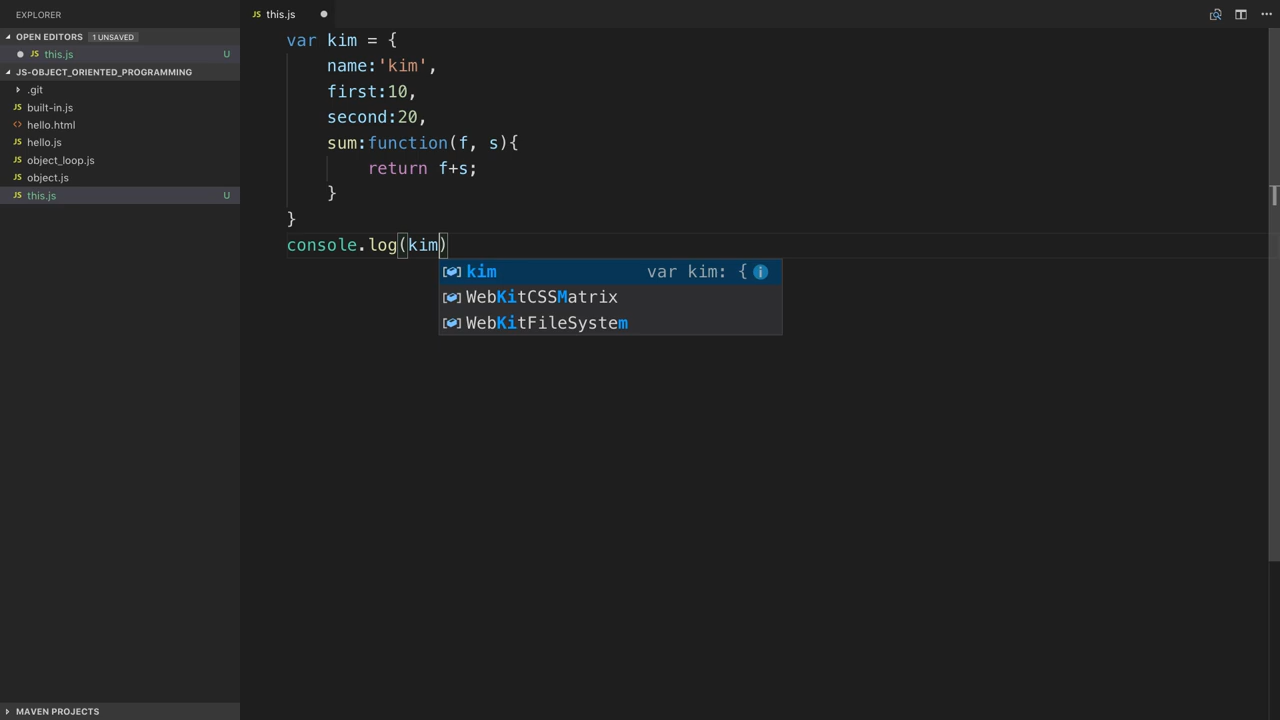 EXPLORER
OPEN EDITORS 1 UNSAVED
JS this.js U
JS-OBJECT_ORIENTED_PROGRAMMING
.git
JS built-in.js
<> hello.html
JS hello.js
JS object_loop.js
JS object.js
JS this.js U
MAVEN PROJECTS
JS this.js
var kim = {
    name:'kim',
    first:10,
    second:20,
    sum:function(f, s){
        return f+s;
    }
}
console.log(kim)
kim var kim: {
WebKitCSSMatrix
WebKitFileSystem